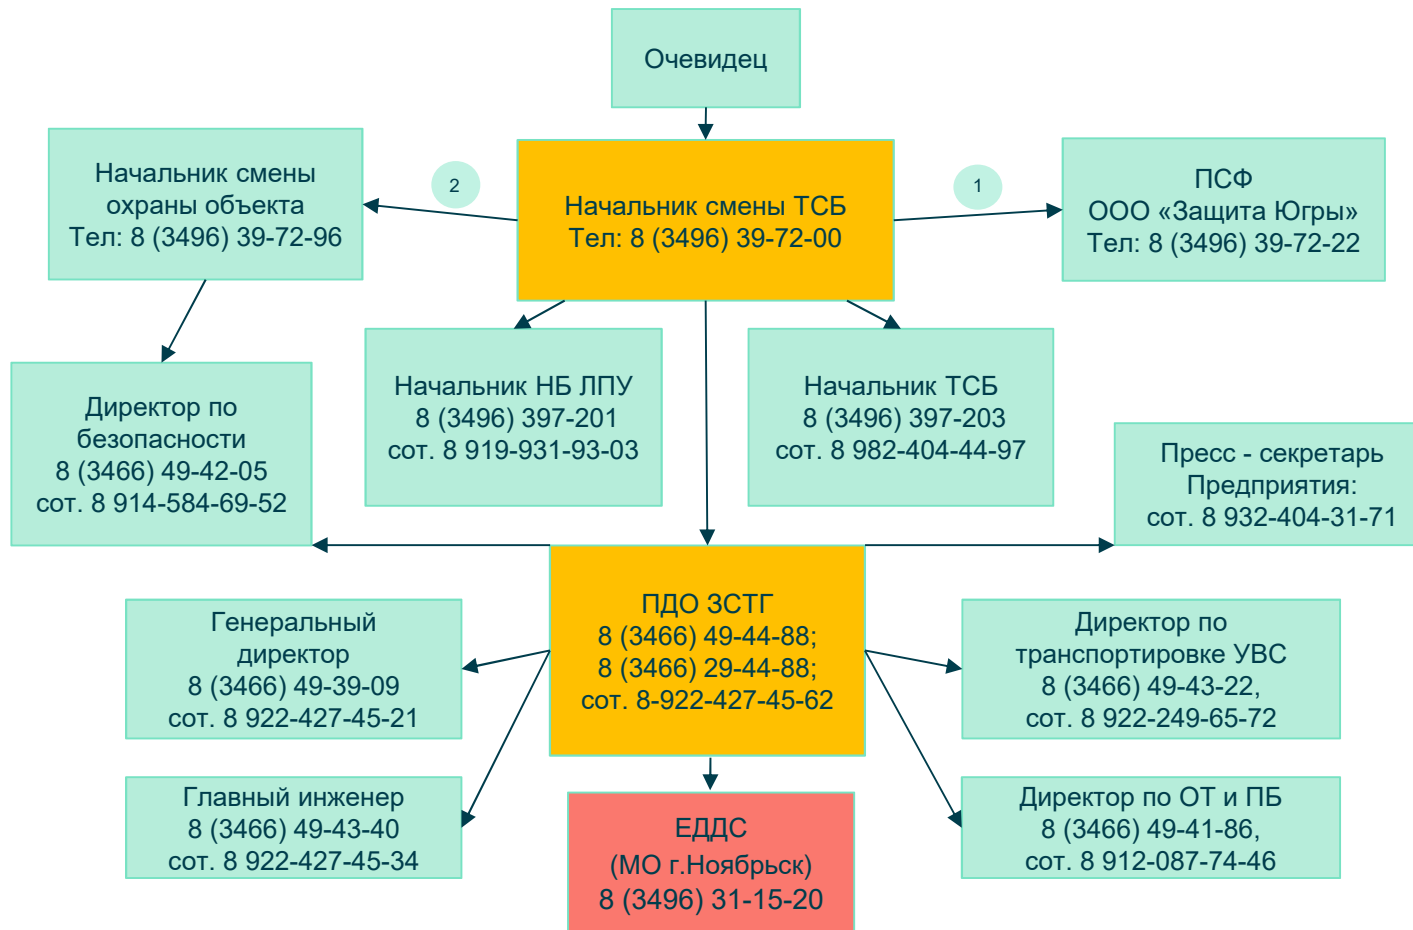 Очевидец
Начальник смены
охраны объекта
Тел: 8 (3496) 39-72-96
2
Начальник смены ТСБ
Тел: 8 (3496) 39-72-00
1
ПСФ
ООО «Защита Югры»
Тел: 8 (3496) 39-72-22
Директор по
безопасности
8 (3466) 49-42-05
сот. 8 914-584-69-52
Начальник НБ ЛПУ
8 (3496) 397-201
сот. 8 919-931-93-03
Начальник ТСБ
8 (3496) 397-203
сот. 8 982-404-44-97
Пресс - секретарь
Предприятия:
сот. 8 932-404-31-71
Генеральный
директор
8 (3466) 49-39-09
сот. 8 922-427-45-21
ПДО ЗСТГ
8 (3466) 49-44-88;
8 (3466) 29-44-88;
сот. 8-922-427-45-62
Директор по
транспортировке УВС
8 (3466) 49-43-22,
сот. 8 922-249-65-72
Главный инженер
8 (3466) 49-43-40
сот. 8 922-427-45-34
ЕДДС
(МО г.Ноябрьск)
8 (3496) 31-15-20
Директор по ОТ и ПБ
8 (3466) 49-41-86,
сот. 8 912-087-74-46